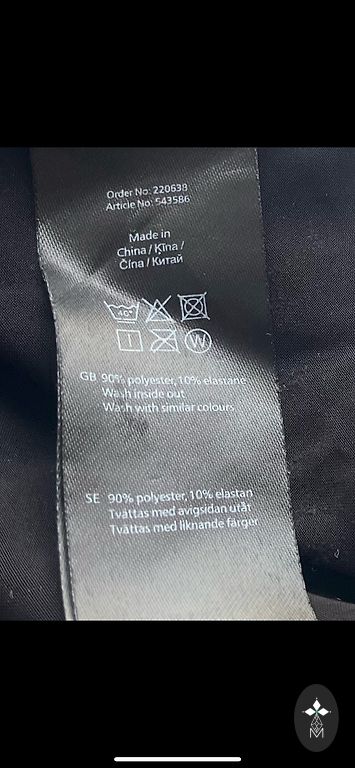 Order No: 220638
Article No: 543586
Made in
China / Ķīna /
Čína / Китай
40°
W
GB 90% polyester, 10% elastane
Wash inside out
Wash with similar colours
SE 90% polyester, 10% elastan
Tvättas med avigsidan utåt
Tvättas med liknande färger
M